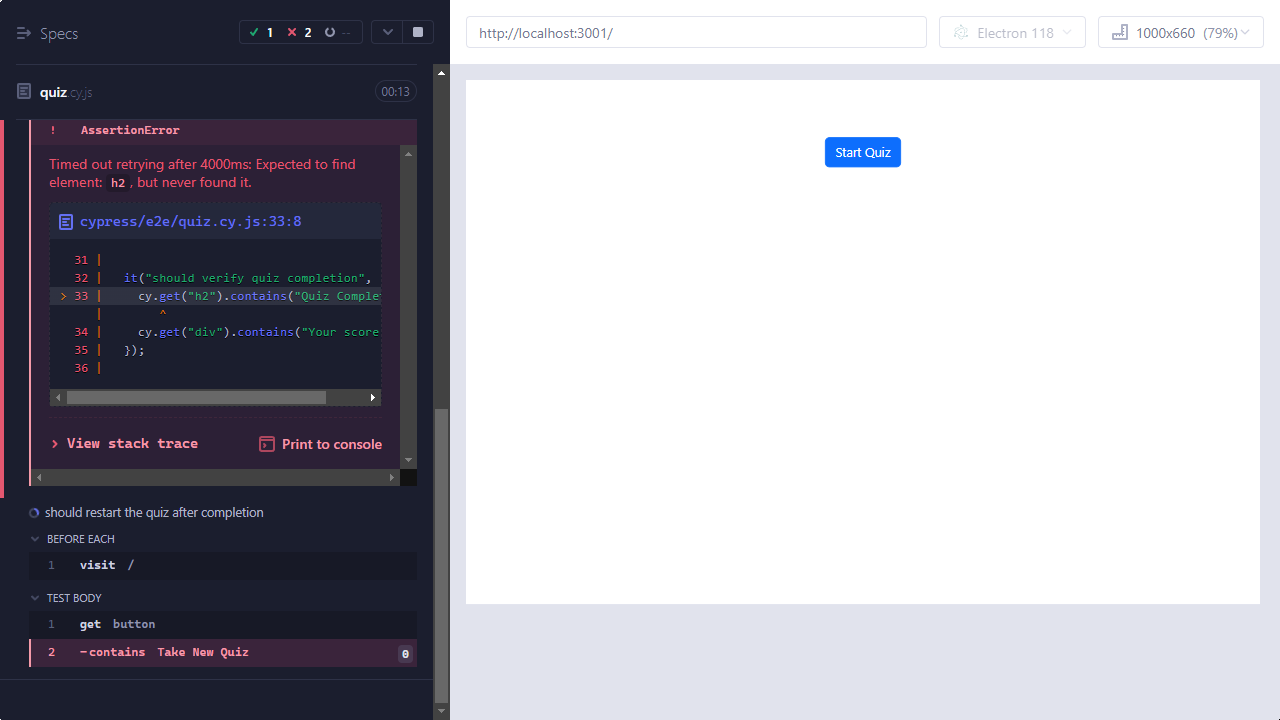 Specs
1 2 --
quiz.cy.js 00:13
! AssertionError
Timed out retrying after 4000ms: Expected to find
element: h2, but never found it.
cypress/e2e/quiz.cy.js:33:8
31 |
32 | it("should verify quiz completion",
> 33 | cy.get("h2").contains("Quiz Complet
| ^
34 | cy.get("div").contains("Your score
35 | });
36 |
> View stack trace Print to console
should restart the quiz after completion
BEFORE EACH
1 visit /
TEST BODY
1 get button
2 -contains Take New Quiz 0
http://localhost:3001/
Electron 118
1000x660 (79%)
Start Quiz